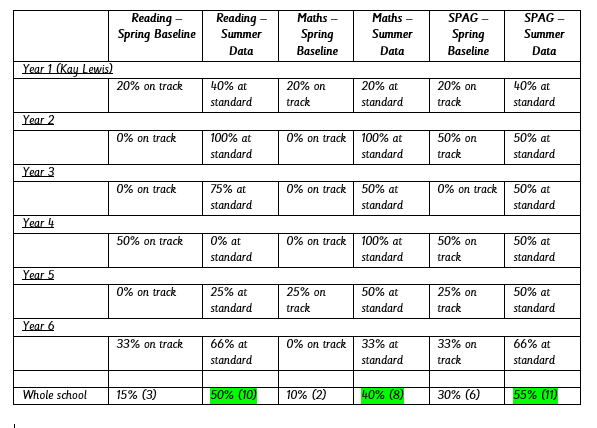 Reading – Reading – Maths – Maths – SPAG – SPAG –
Spring Baseline Summer Spring Summer Spring Summer
Data Baseline Data Baseline Data
Year 1 (Kay Lewis)
20% on track 40% at 20% on 20% at 20% on 40% at
standard track standard track standard
Year 2
0% on track 100% at 0% on track 100% at 50% on 50% at
standard standard track standard
Year 3
0% on track 75% at 0% on track 50% at 0% on track 50% at
standard standard standard
Year 4
50% on track 0% at 0% on track 100% at 50% on 50% at
standard standard track standard
Year 5
0% on track 25% at 25% on 50% at 25% on 50% at
standard track standard track standard
Year 6
33% on track 66% at 0% on track 33% at 33% on 66% at
standard standard track standard
Whole school 15% (3) 50% (10) 10% (2) 40% (8) 30% (6) 55% (11)